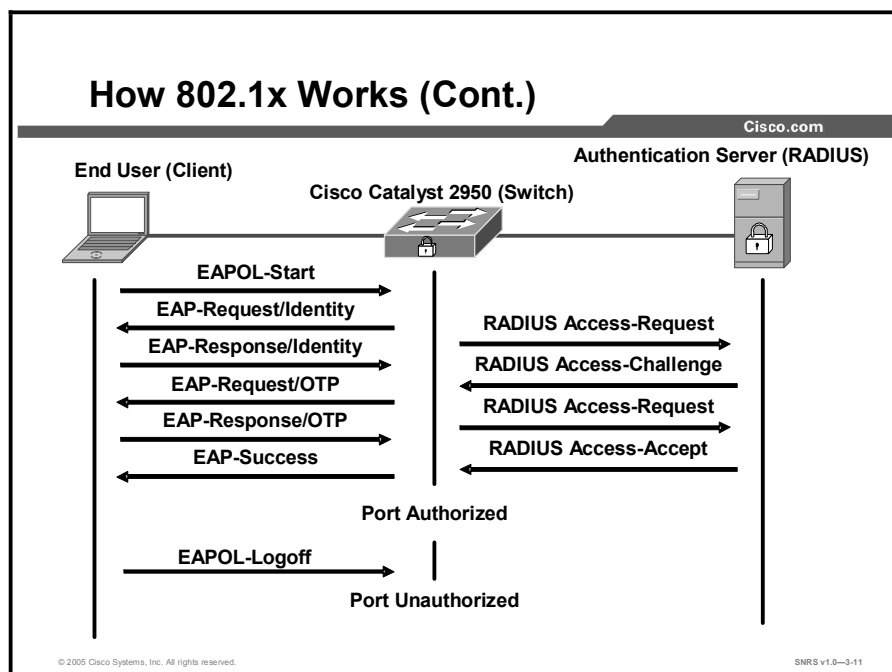 How 802.1x Works (Cont.)
Cisco.com
End User (Client)
Cisco Catalyst 2950 (Switch)
Authentication Server (RADIUS)
EAPOL-Start
EAP-Request/Identity
RADIUS Access-Request
EAP-Response/Identity
RADIUS Access-Challenge
EAP-Request/OTP
RADIUS Access-Request
EAP-Response/OTP
RADIUS Access-Accept
EAP-Success
Port Authorized
EAPOL-Logoff
Port Unauthorized
© 2005 Cisco Systems, Inc. All rights reserved.
SNRS v1.0—3-11